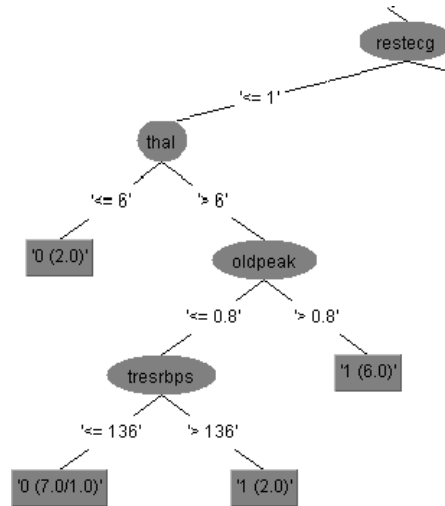 restecg
'<= 1'
thal
'<= 6'
'> 6'
'0 (2.0)'
oldpeak
'<= 0.8'
'> 0.8'
tresrbps
'1 (6.0)'
'<= 136'
'> 136'
'0 (7.0/1.0)'
'1 (2.0)'